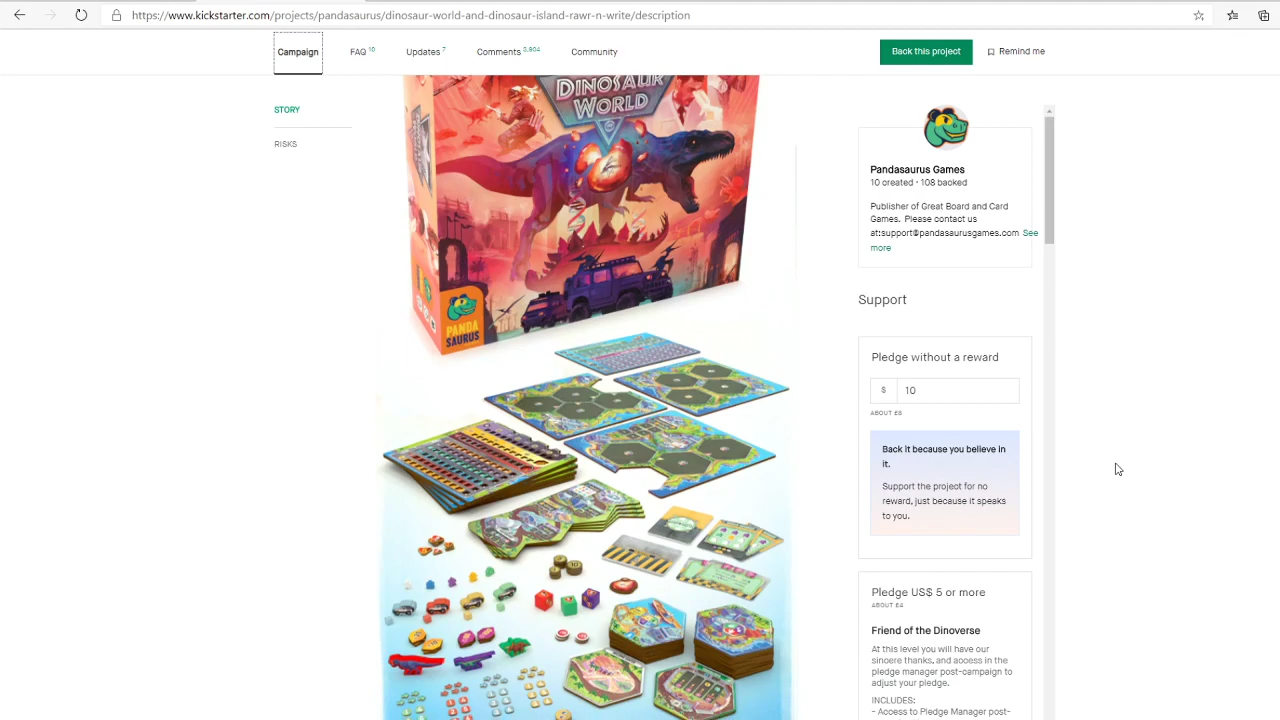 https://www.kickstarter.com/projects/pandasaurus/dinosaur-world-and-dinosaur-island-rawr-n-write/description
Campaign
FAQ 10
Updates 7
Comments 3,904
Community
Back this project
Remind me
STORY
RISKS
DINOSAUR
WORLD
PANDA
SAURUS
Pandasaurus Games
10 created · 108 backed
Publisher of Great Board and Card
Games. Please contact us
at:support@pandasaurusgames.com See
more
Support
Pledge without a reward
$ 10
ABOUT £8
Back it because you believe in
it.
Support the project for no
reward, just because it speaks
to you.
Pledge US$ 5 or more
ABOUT £4
Friend of the Dinoverse
At this level you will have our
sincere thanks, and access in the
pledge manager post-campaign to
adjust your pledge.
INCLUDES:
- Access to Pledge Manager post-